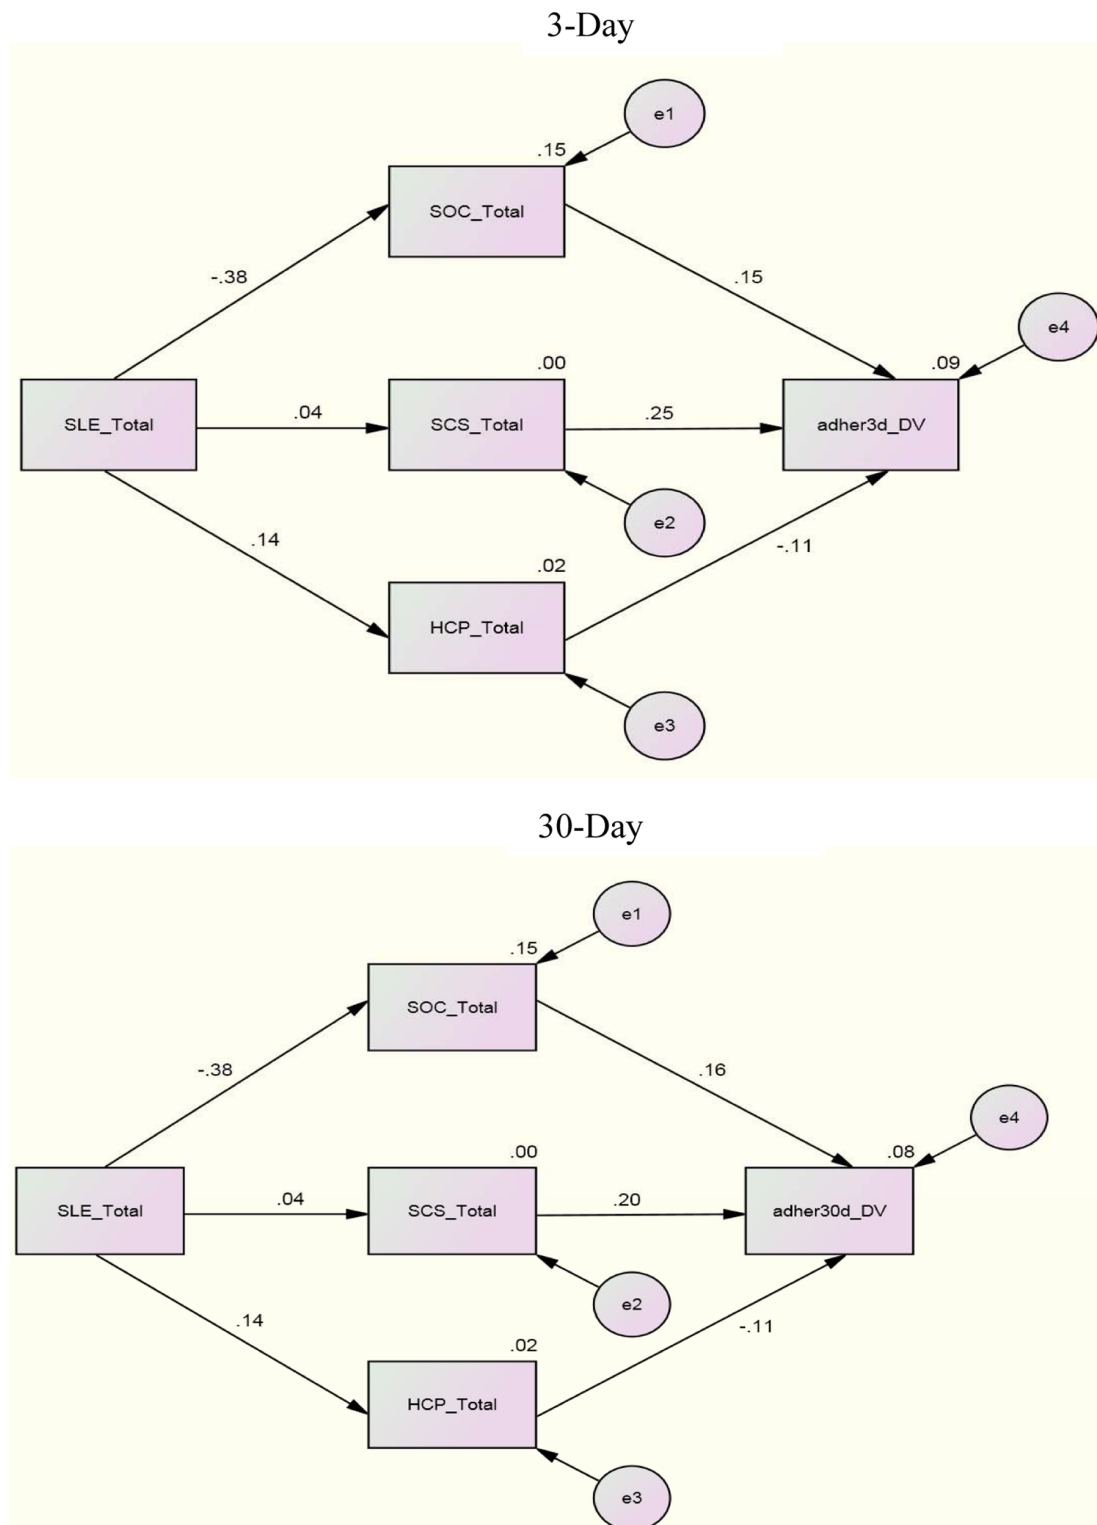 3-Day
e1
.15
SOC_Total
-.38
.15
e4
.00
.09
SLE_Total
.04
SCS_Total
.25
adher3d_DV
e2
.14
-.11
.02
HCP_Total
e3
30-Day
e1
.15
SOC_Total
-.38
.16
e4
.00
.08
SLE_Total
.04
SCS_Total
.20
adher30d_DV
e2
.14
-.11
.02
HCP_Total
e3